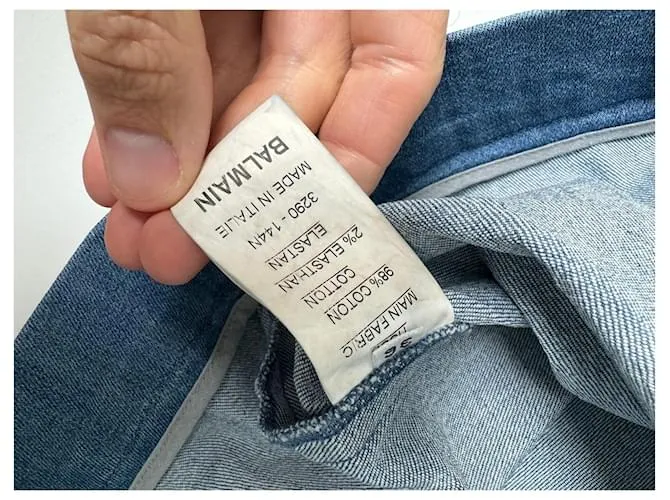 36
MAIN FABRIC
98% COTON
COTTON
2% ELASTHAN
ELASTAN
3290 - 144N
MADE IN ITALIE
BALMAIN